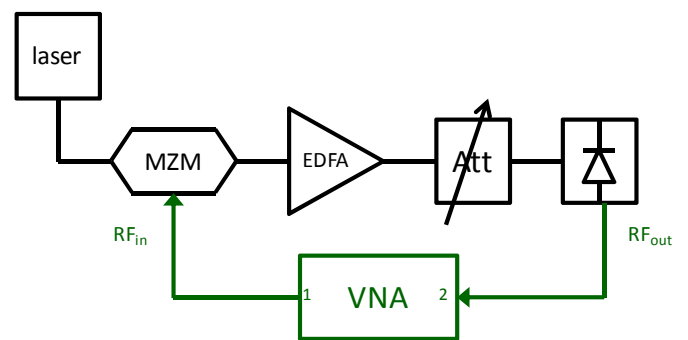 laser
MZM
EDFA
Att
RFin
RFout
1
VNA
2